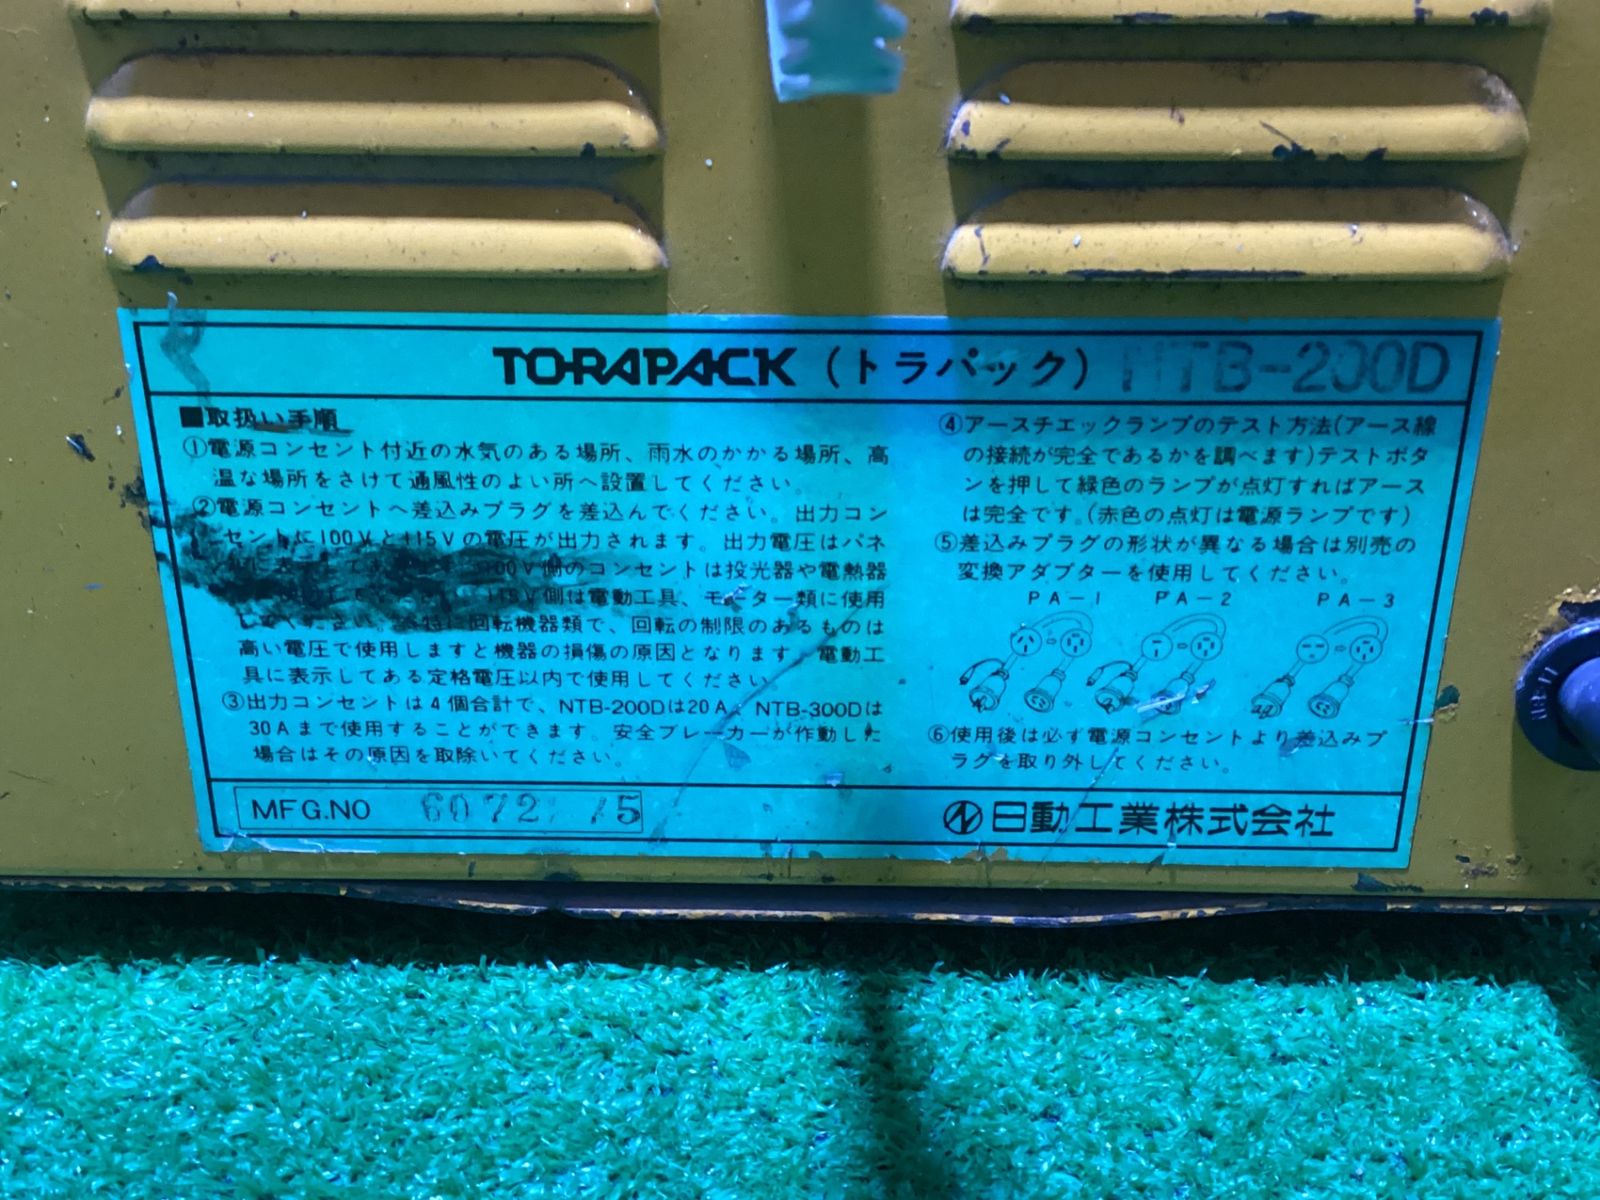 TORAPACK (トラパック) NTB-200D
■取扱い手順
①電源コンセント付近の水気のある場所、雨水のかかる場所、高
温な場所をさけて通風性のよい所へ設置してください。
②電源コンセントへ差込みプラグを差込んでください。出力コン
セントに100Vと115Vの電圧が出力されます。出力電圧はパネ
100V側のコンセントは投光器や電熱器
115V側は電動工具、モーター類に使用
してください。特に回転機器類で、回転の制限のあるものは
高い電圧で使用しますと機器の損傷の原因となります。電動工
具に表示してある定格電圧以内で使用してください。
③出力コンセントは4個合計で、NTB-200Dは20A、NTB-300Dは
30Aまで使用することができます。安全ブレーカーが作動した
場合はその原因を取除いてください。
④アースチエックランプのテスト方法(アース線
の接続が完全であるかを調べます)テストボタ
ンを押して緑色のランプが点灯すればアース
は完全です。(赤色の点灯は電源ランプです)
⑤差込みプラグの形状が異なる場合は別売の
変換アダプターを使用してください。
PA-1 PA-2 PA-3
⑥使用後は必ず電源コンセントより差込みプ
ラグを取り外してください。
MFG.NO 6072 15
日動工業株式会社